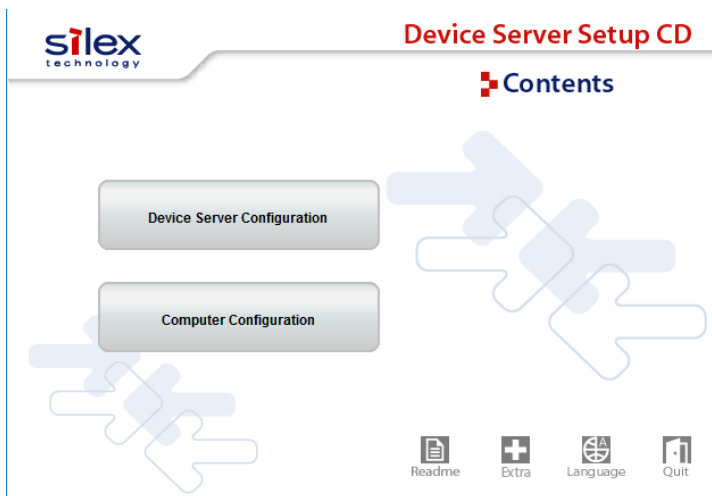 silex
technology
Device Server Setup CD
Contents
Device Server Configuration
Computer Configuration
Readme
Extra
A
Language
Quit